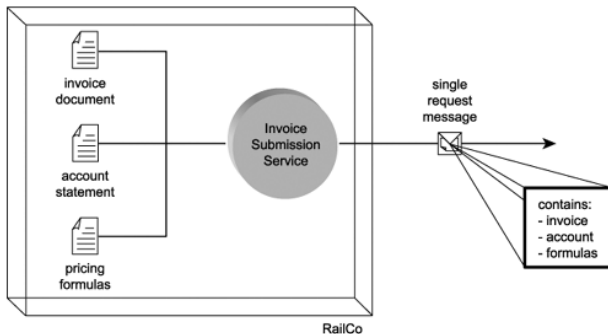 invoice
document
account
statement
pricing
formulas
Invoice
Submission
Service
single
request
message
contains:
- invoice
- account
- formulas
RailCo